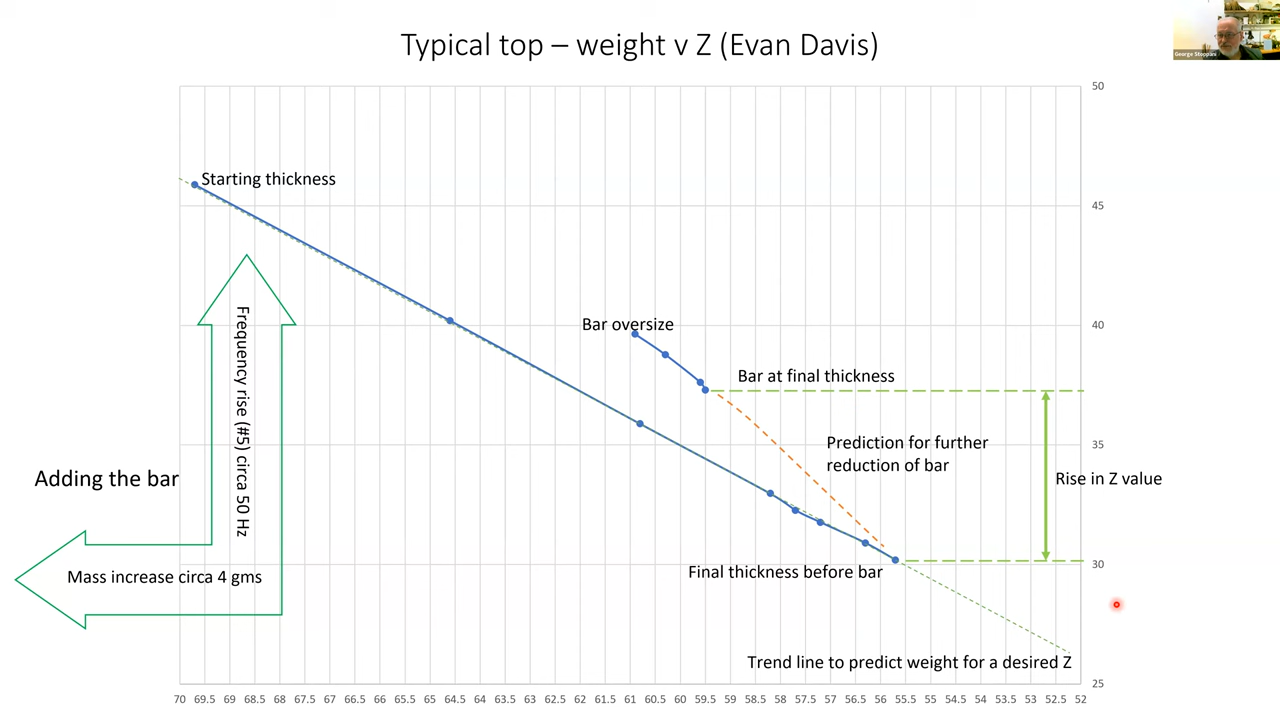 Typical top – weight v Z (Evan Davis)
George Stoppani
50
Starting thickness
45
Bar oversize
40
Bar at final thickness
Frequency rise (#5) circa 50 Hz
Prediction for further
reduction of bar
35
Adding the bar
Rise in Z value
Mass increase circa 4 gms
Final thickness before bar
30
Trend line to predict weight for a desired Z
25
70 69.5 69 68.5 68 67.5 67 66.5 66 65.5 65 64.5 64 63.5 63 62.5 62 61.5 61 60.5 60 59.5 59 58.5 58 57.5 57 56.5 56 55.5 55 54.5 54 53.5 53 52.5 52